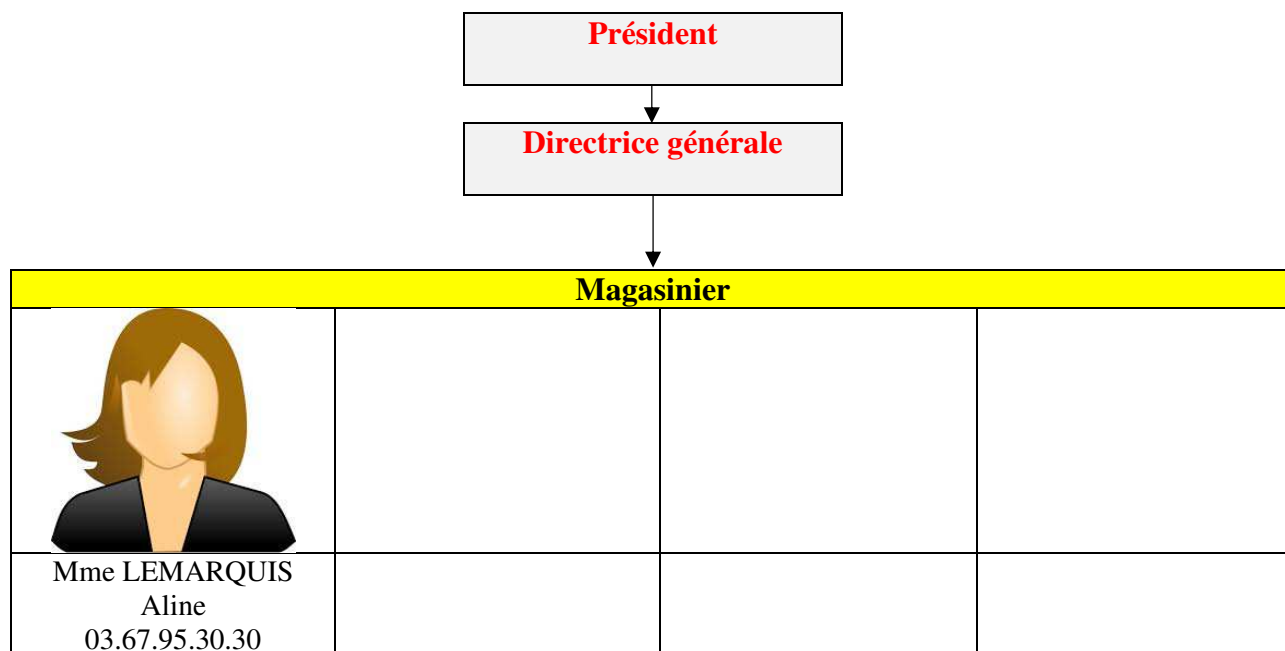 Président
Directrice générale
Magasinier
Mme LEMARQUIS
Aline
03.67.95.30.30